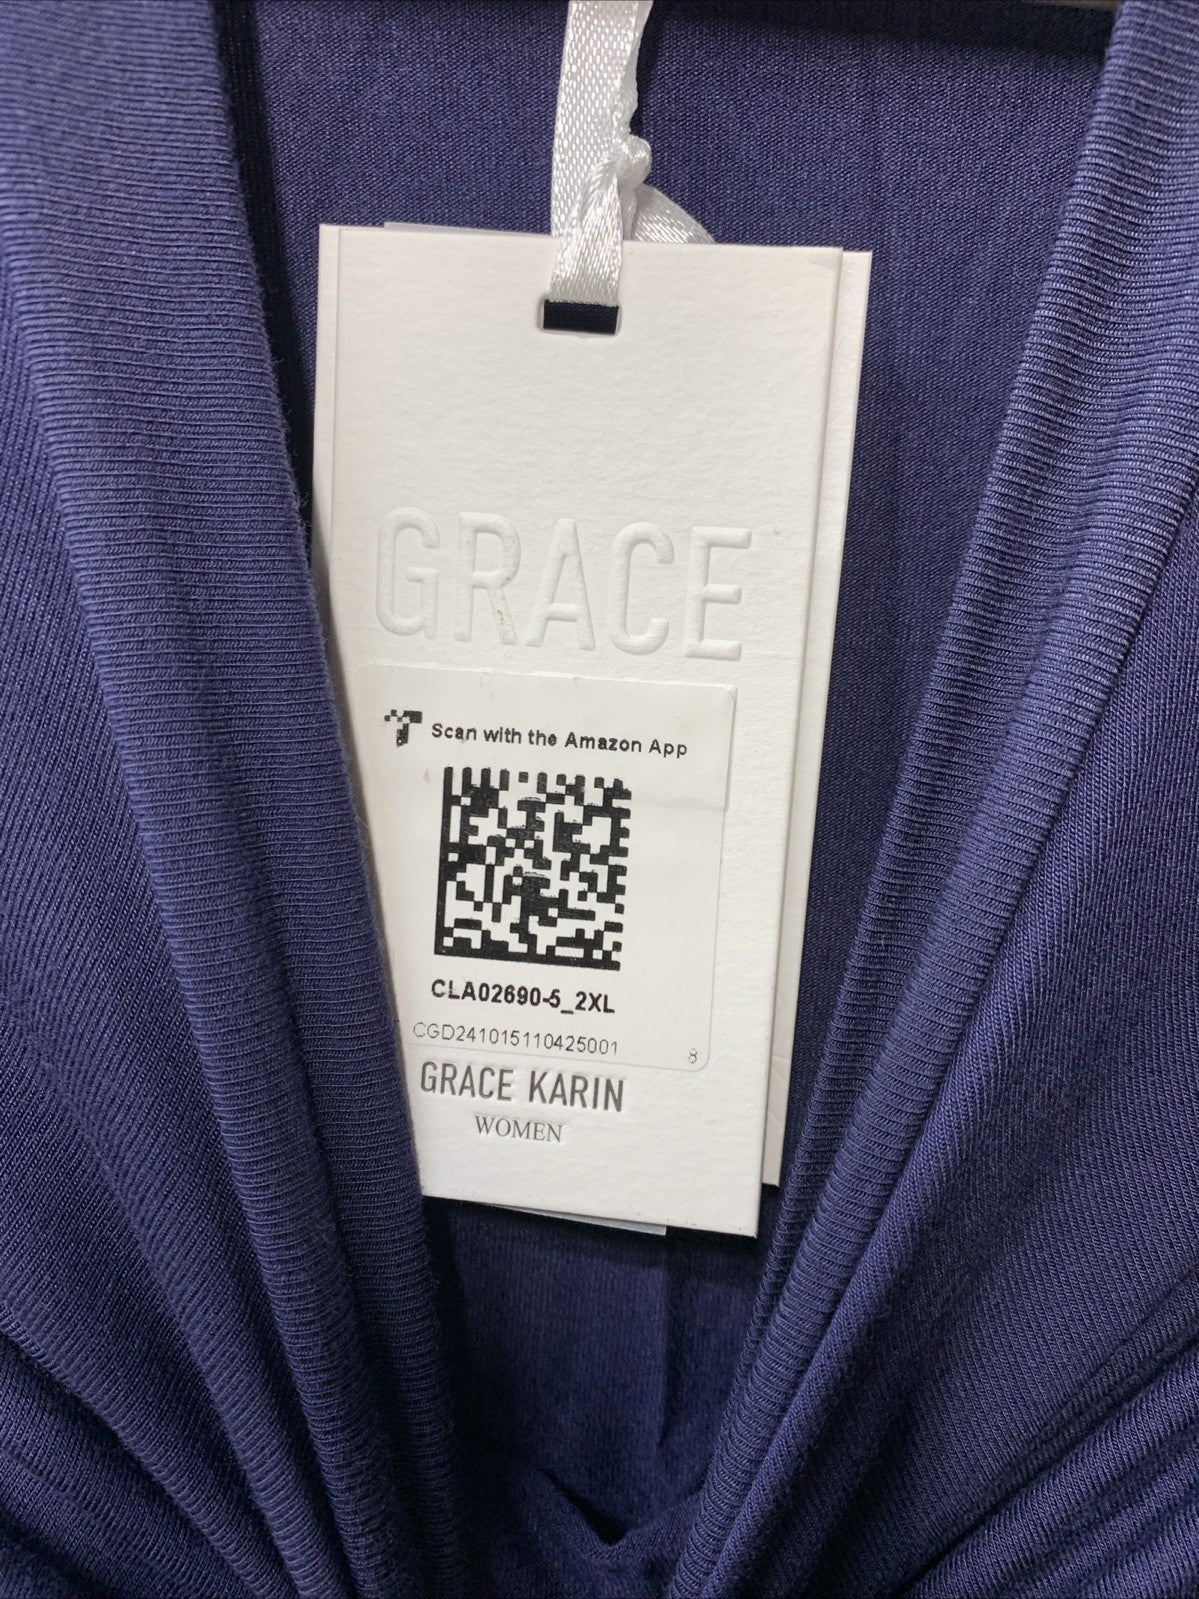 GRACE
Scan with the Amazon App
CLA02690-5_2XL
CGD241015110425001
8
GRACE KARIN
WOMEN